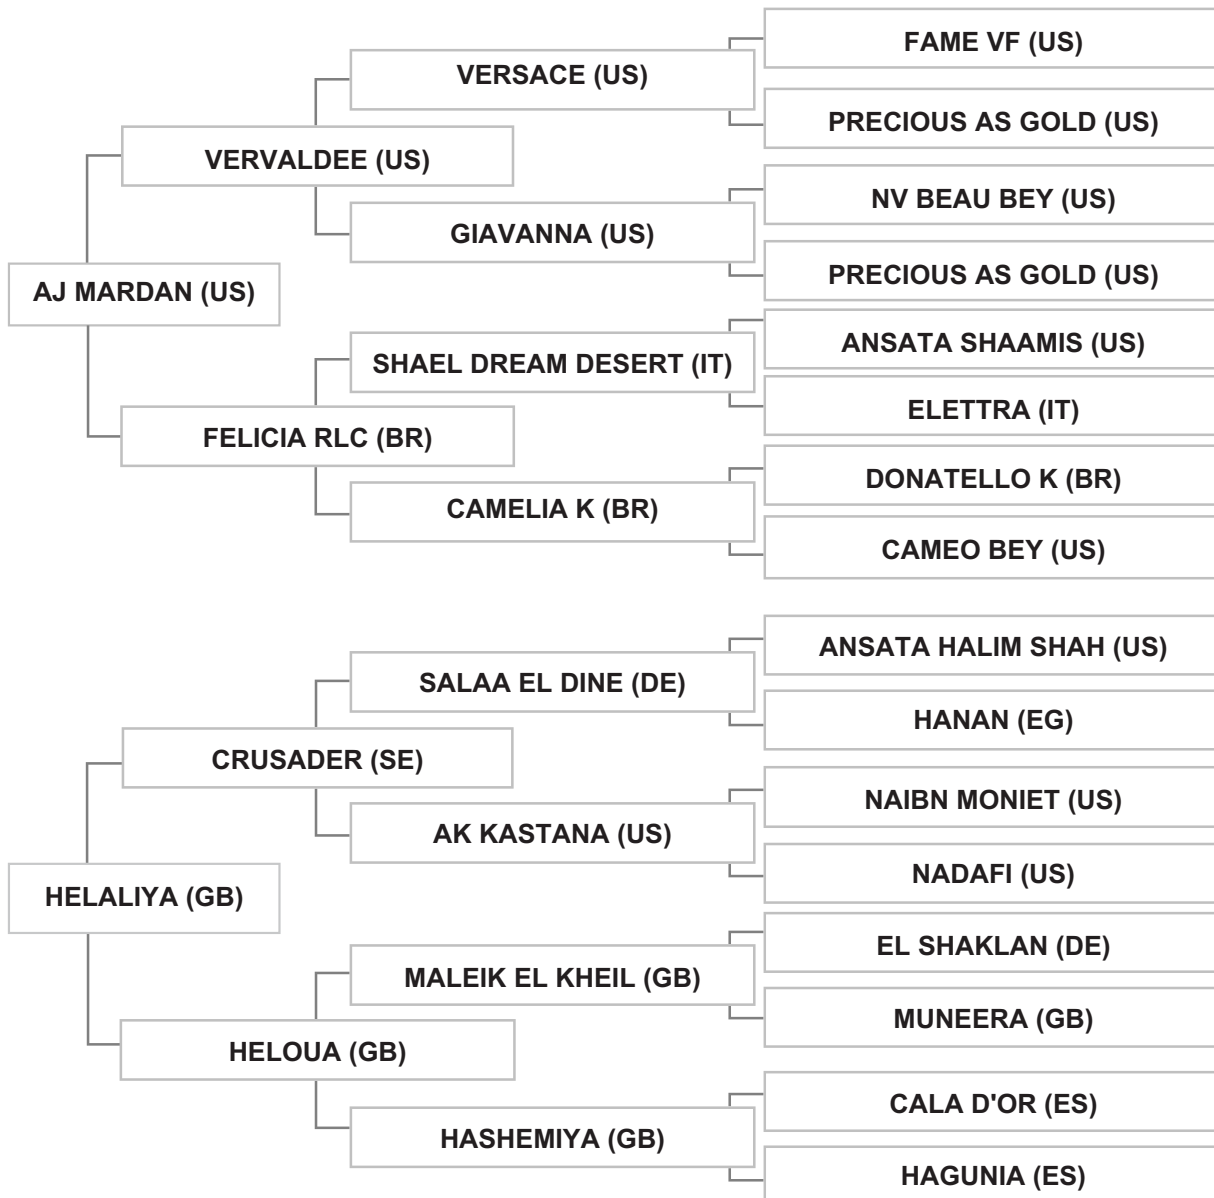 FAME VF (US)
VERSACE (US)
PRECIOUS AS GOLD (US)
VERVALDEE (US)
NV BEAU BEY (US)
GIAVANNA (US)
PRECIOUS AS GOLD (US)
AJ MARDAN (US)
ANSATA SHAAMIS (US)
SHAEL DREAM DESERT (IT)
ELETTRA (IT)
FELICIA RLC (BR)
DONATELLO K (BR)
CAMELIA K (BR)
CAMEO BEY (US)
ANSATA HALIM SHAH (US)
SALAA EL DINE (DE)
HANAN (EG)
CRUSADER (SE)
NAIBN MONIET (US)
AK KASTANA (US)
NADAFI (US)
HELALIYA (GB)
EL SHAKLAN (DE)
MALEIK EL KHEIL (GB)
MUNEERA (GB)
HELOUA (GB)
CALA D'OR (ES)
HASHEMIYA (GB)
HAGUNIA (ES)